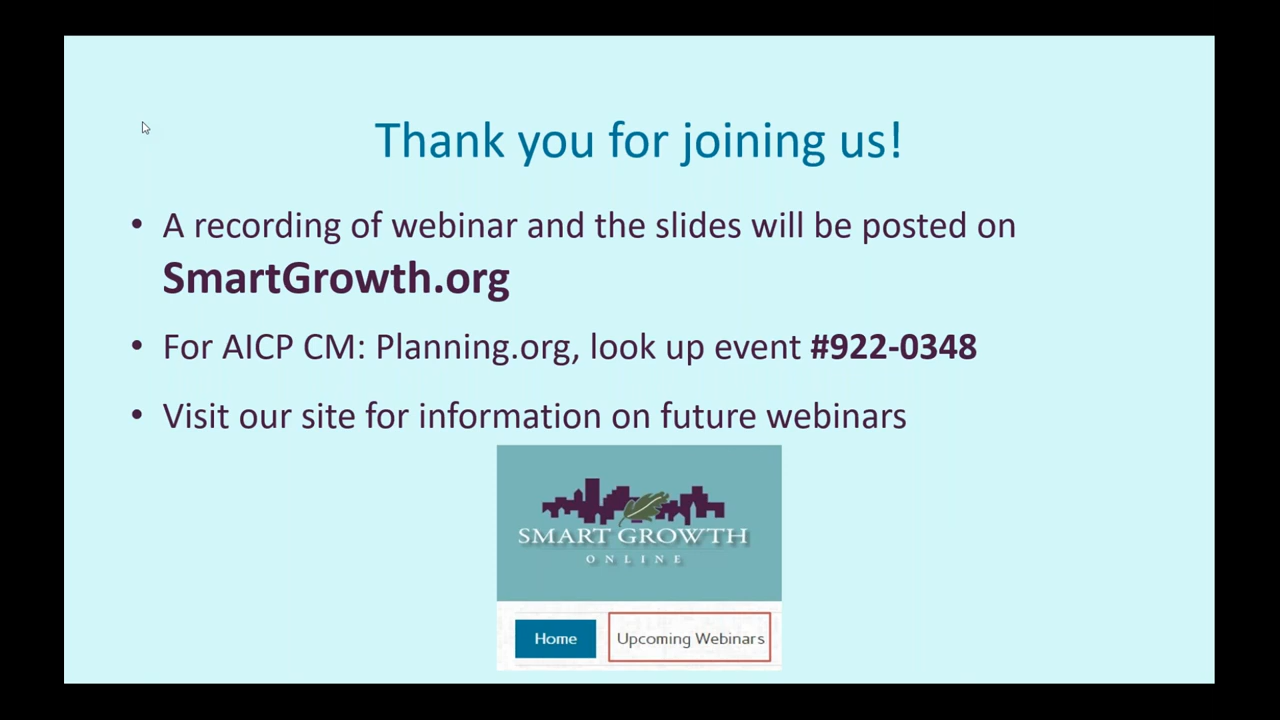 Thank you for joining us!
• A recording of webinar and the slides will be posted on
SmartGrowth.org
• For AICP CM: Planning.org, look up event #922-0348
• Visit our site for information on future webinars
SMART GROWTH
ONLINE
Home
Upcoming Webinars